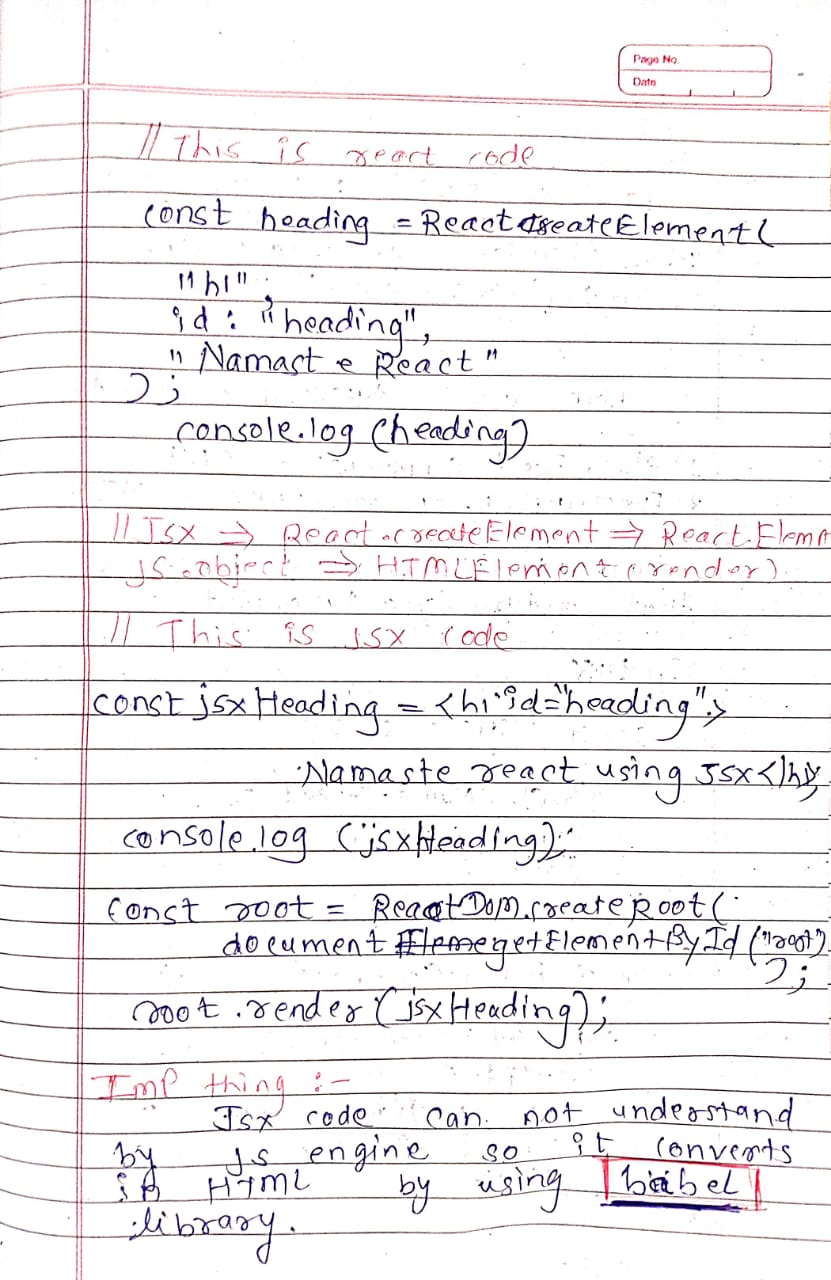 Page No.
Date
// This is react code
const heading = React createElement(
"h1",
id : "heading",
" Namaste React"
);
console.log (heading)
// Jsx ⇒ React.createElement ⇒ React.Elem
JS.object ⇒ HTMLElement (render)
// This is JSX code
const jsxHeading = <h1 id="heading">
Namaste react using JSX</h1>;
console.log (jsxHeading);
const root = ReactDom.createRoot(
document getElementById ("root")
);
root.render(jsxHeading);
Imp thing :-
Jsx code can not understand
by Js engine so it converts
in HTML by using babel
library.